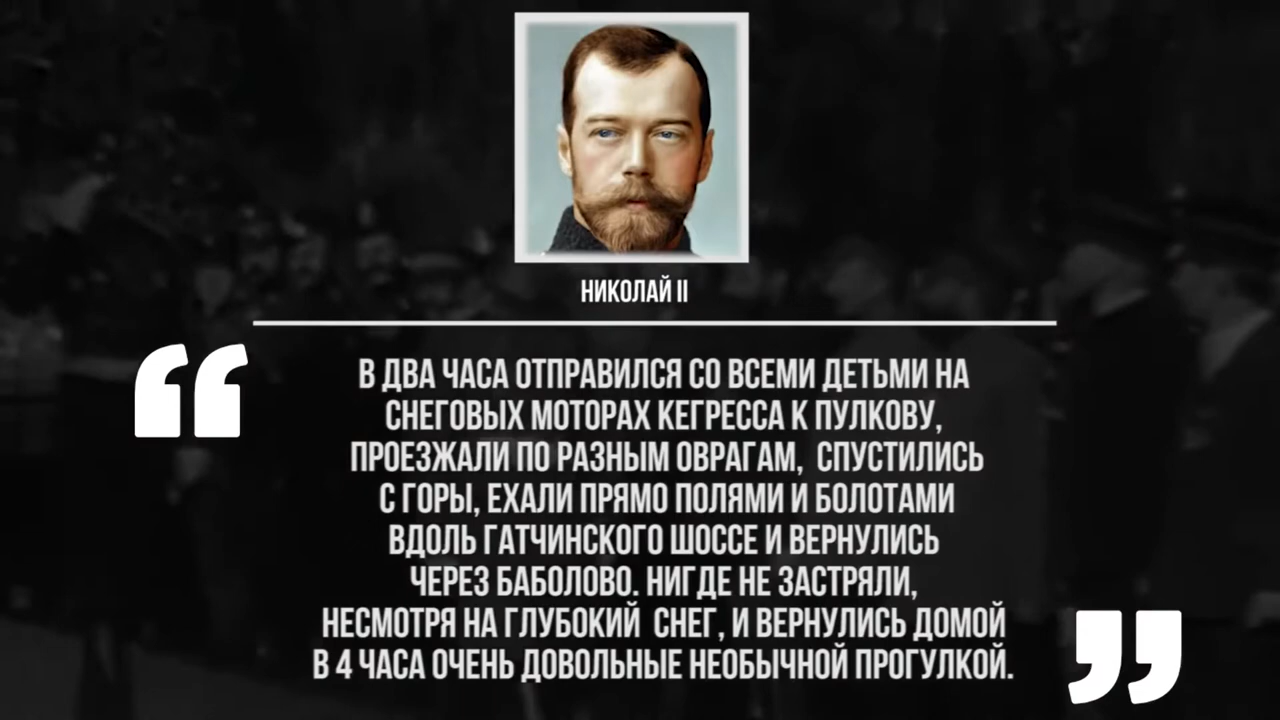 НИКОЛАЙ II
“
В ДВА ЧАСА ОТПРАВИЛСЯ СО ВСЕМИ ДЕТЬМИ НА
СНЕГОВЫХ МОТОРАХ КЕГРЕССА К ПУЛКОВУ,
ПРОЕЗЖАЛИ ПО РАЗНЫМ ОВРАГАМ, СПУСТИЛИСЬ
С ГОРЫ, ЕХАЛИ ПРЯМО ПОЛЯМИ И БОЛОТАМИ
ВДОЛЬ ГАТЧИНСКОГО ШОССЕ И ВЕРНУЛИСЬ
ЧЕРЕЗ БАБОЛОВО. НИГДЕ НЕ ЗАСТРЯЛИ,
НЕСМОТРЯ НА ГЛУБОКИЙ СНЕГ, И ВЕРНУЛИСЬ ДОМОЙ
В 4 ЧАСА ОЧЕНЬ ДОВОЛЬНЫЕ НЕОБЫЧНОЙ ПРОГУЛКОЙ.
”